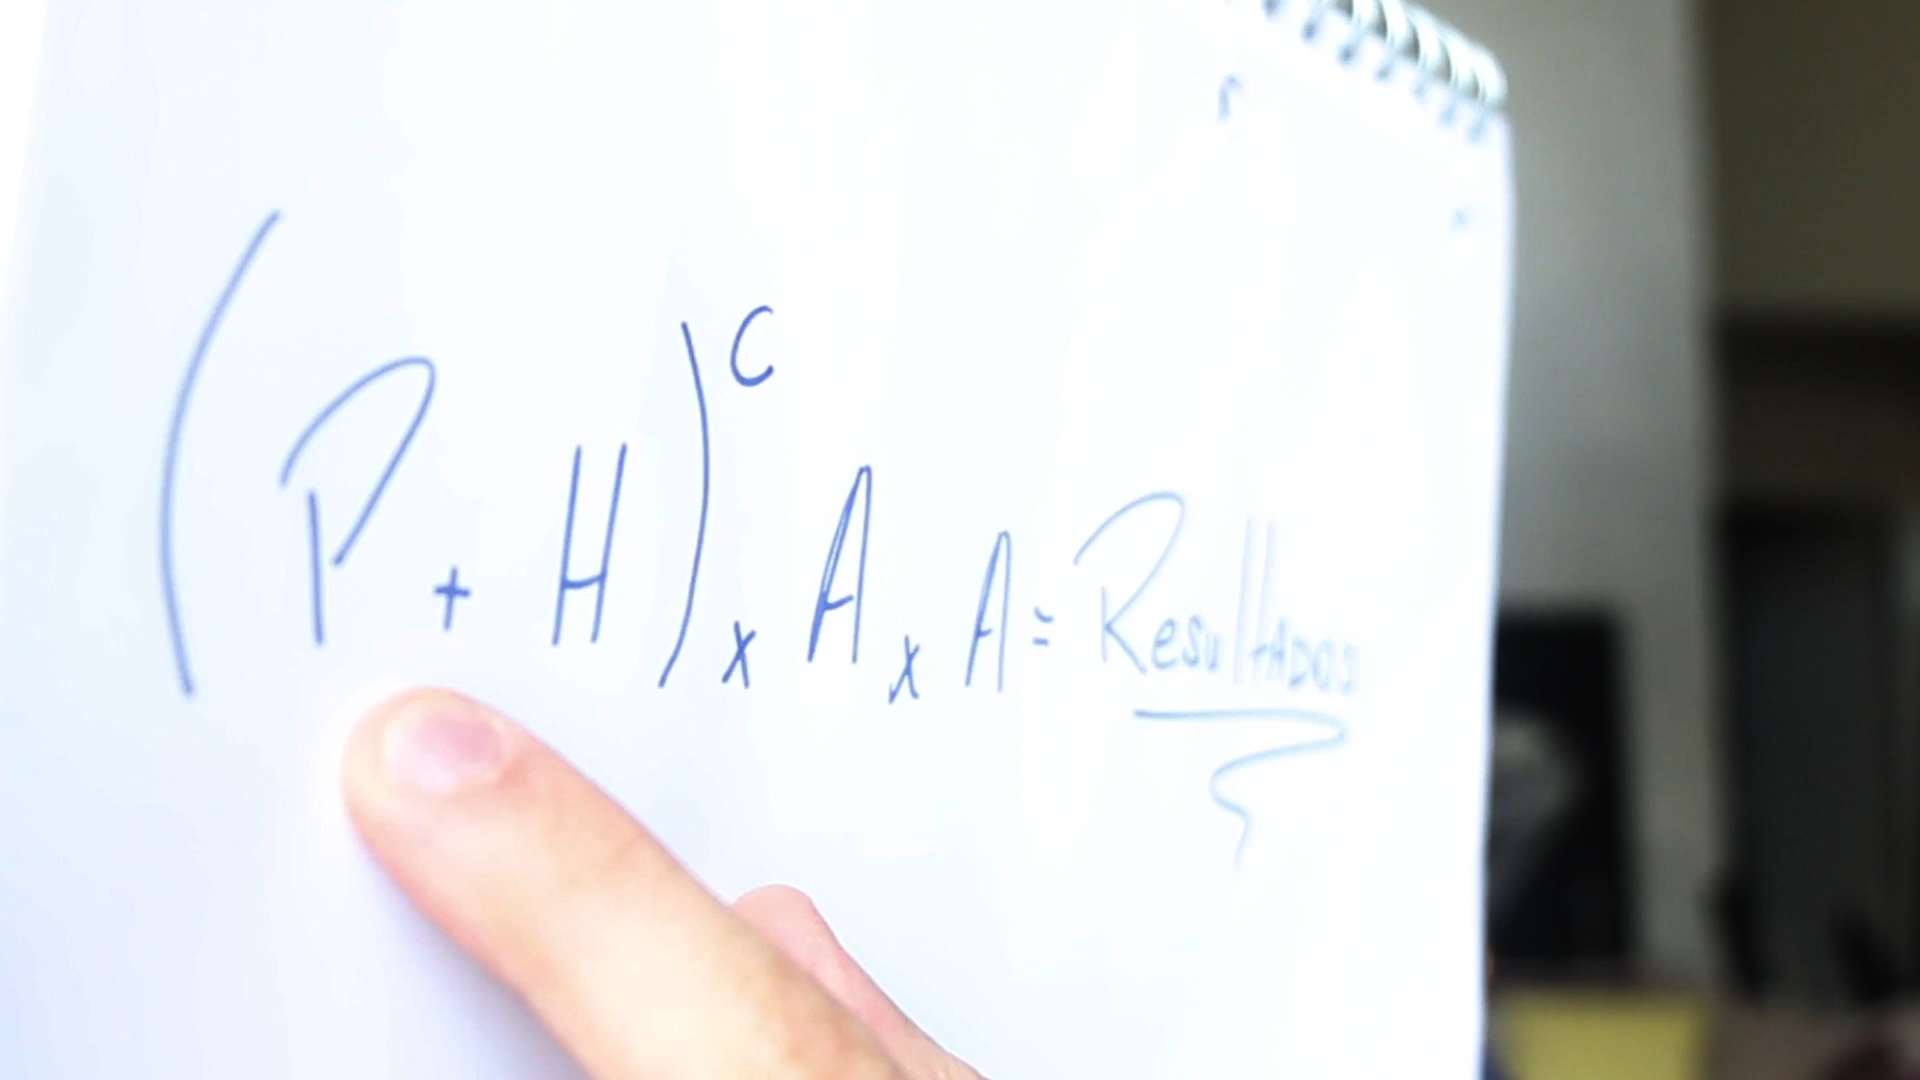 (P + H)^C x A x A = Resultados